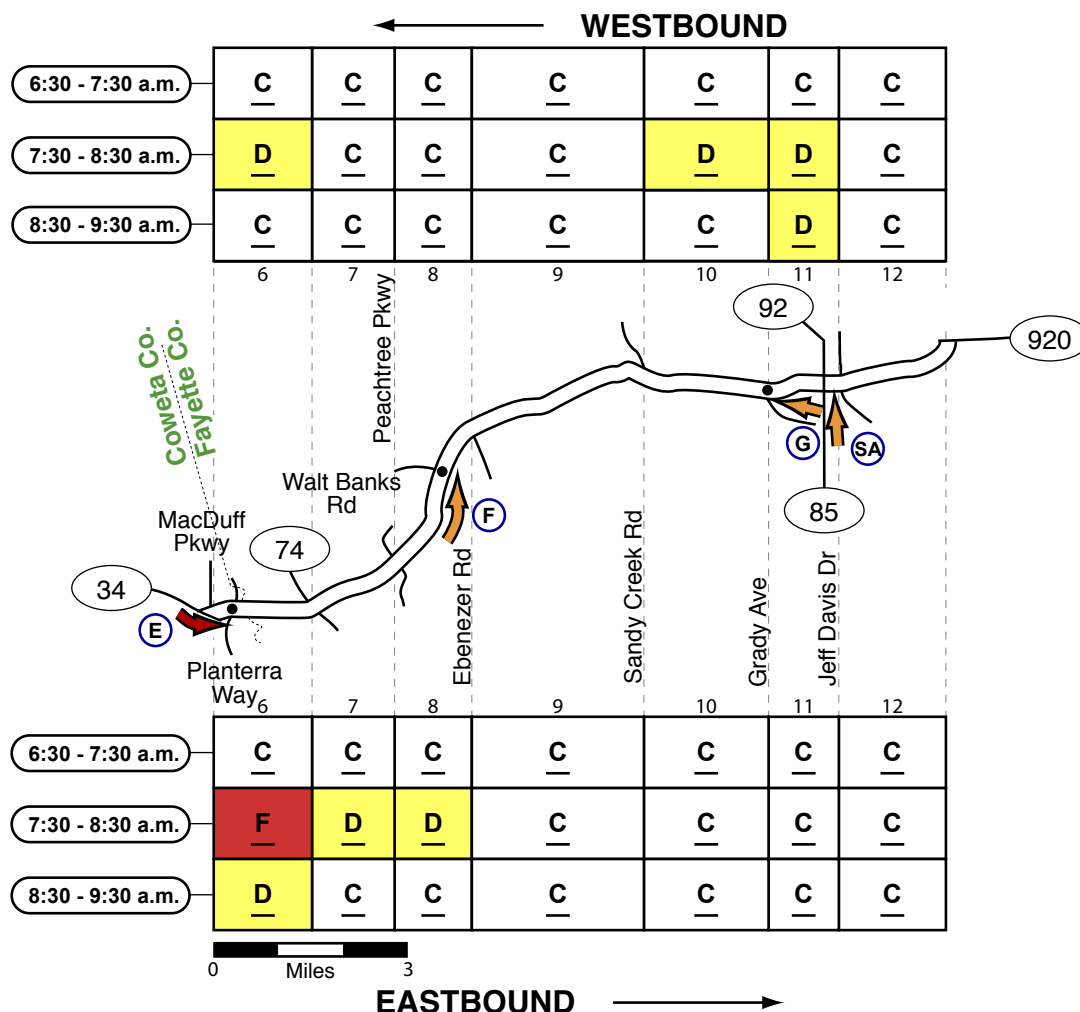 WESTBOUND
6:30 - 7:30 a.m. C C C C C C C
7:30 - 8:30 a.m. D C C C D D C
8:30 - 9:30 a.m. C C C C C D C
6 7 8 9 10 11 12
Coweta Co.
Fayette Co.
Peachtree Pkwy
92
920
Walt Banks
Rd
G
SA
F
85
MacDuff
Pkwy
74
34
E
Planterra
Way
Ebenezer Rd
Sandy Creek Rd
Grady Ave
Jeff Davis Dr
6 7 8 9 10 11 12
6:30 - 7:30 a.m. C C C C C C C
7:30 - 8:30 a.m. F D D C C C C
8:30 - 9:30 a.m. D C C C C C C
0 Miles 3
EASTBOUND